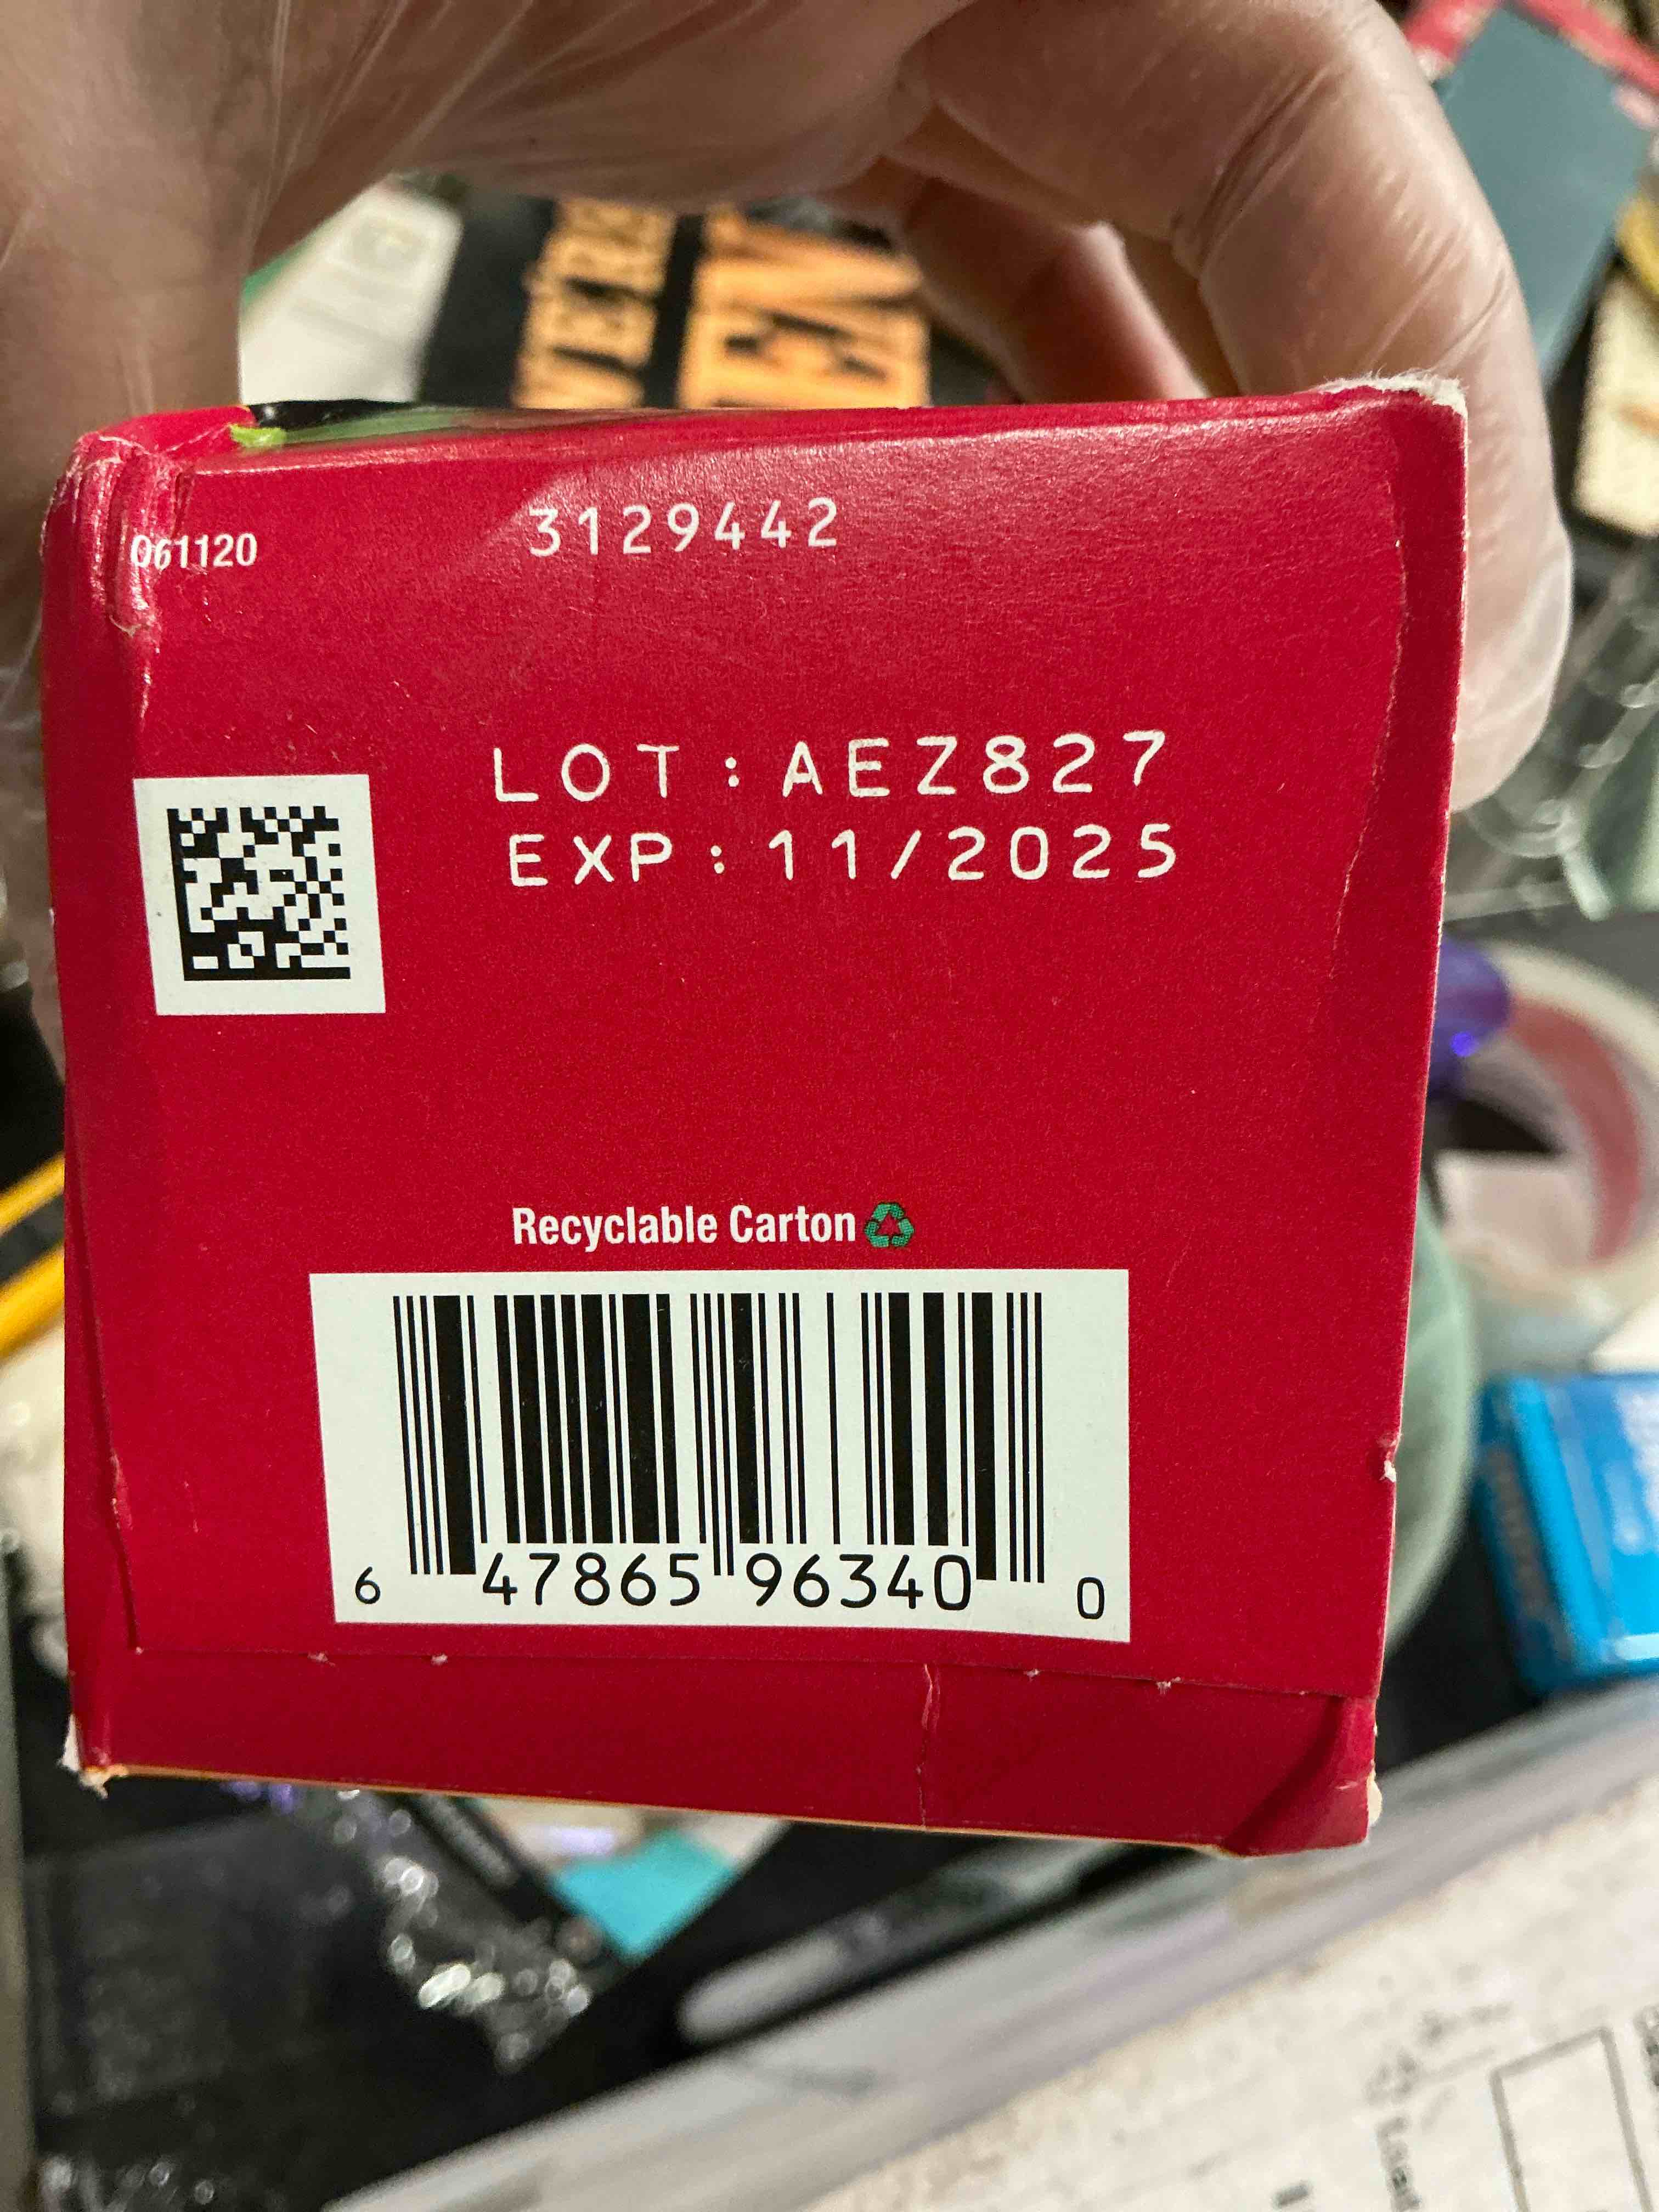 061120
3129442
LOT:AEZ827
EXP:11/2025
Recyclable Carton
6 47865 96340 0